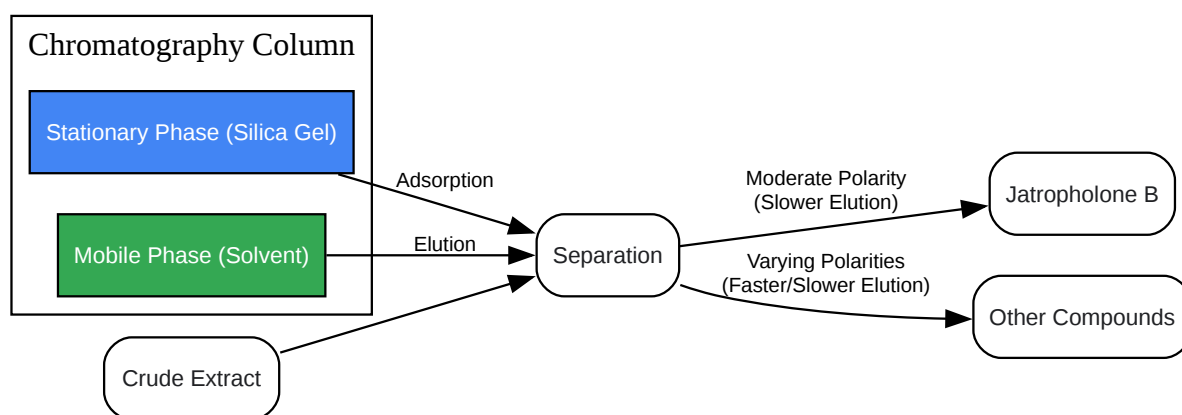 Chromatography Column
Stationary Phase (Silica Gel)
Mobile Phase (Solvent)
Crude Extract
Adsorption
Elution
Separation
Moderate Polarity
(Slower Elution)
Varying Polarities
(Faster/Slower Elution)
Jatropholone B
Other Compounds